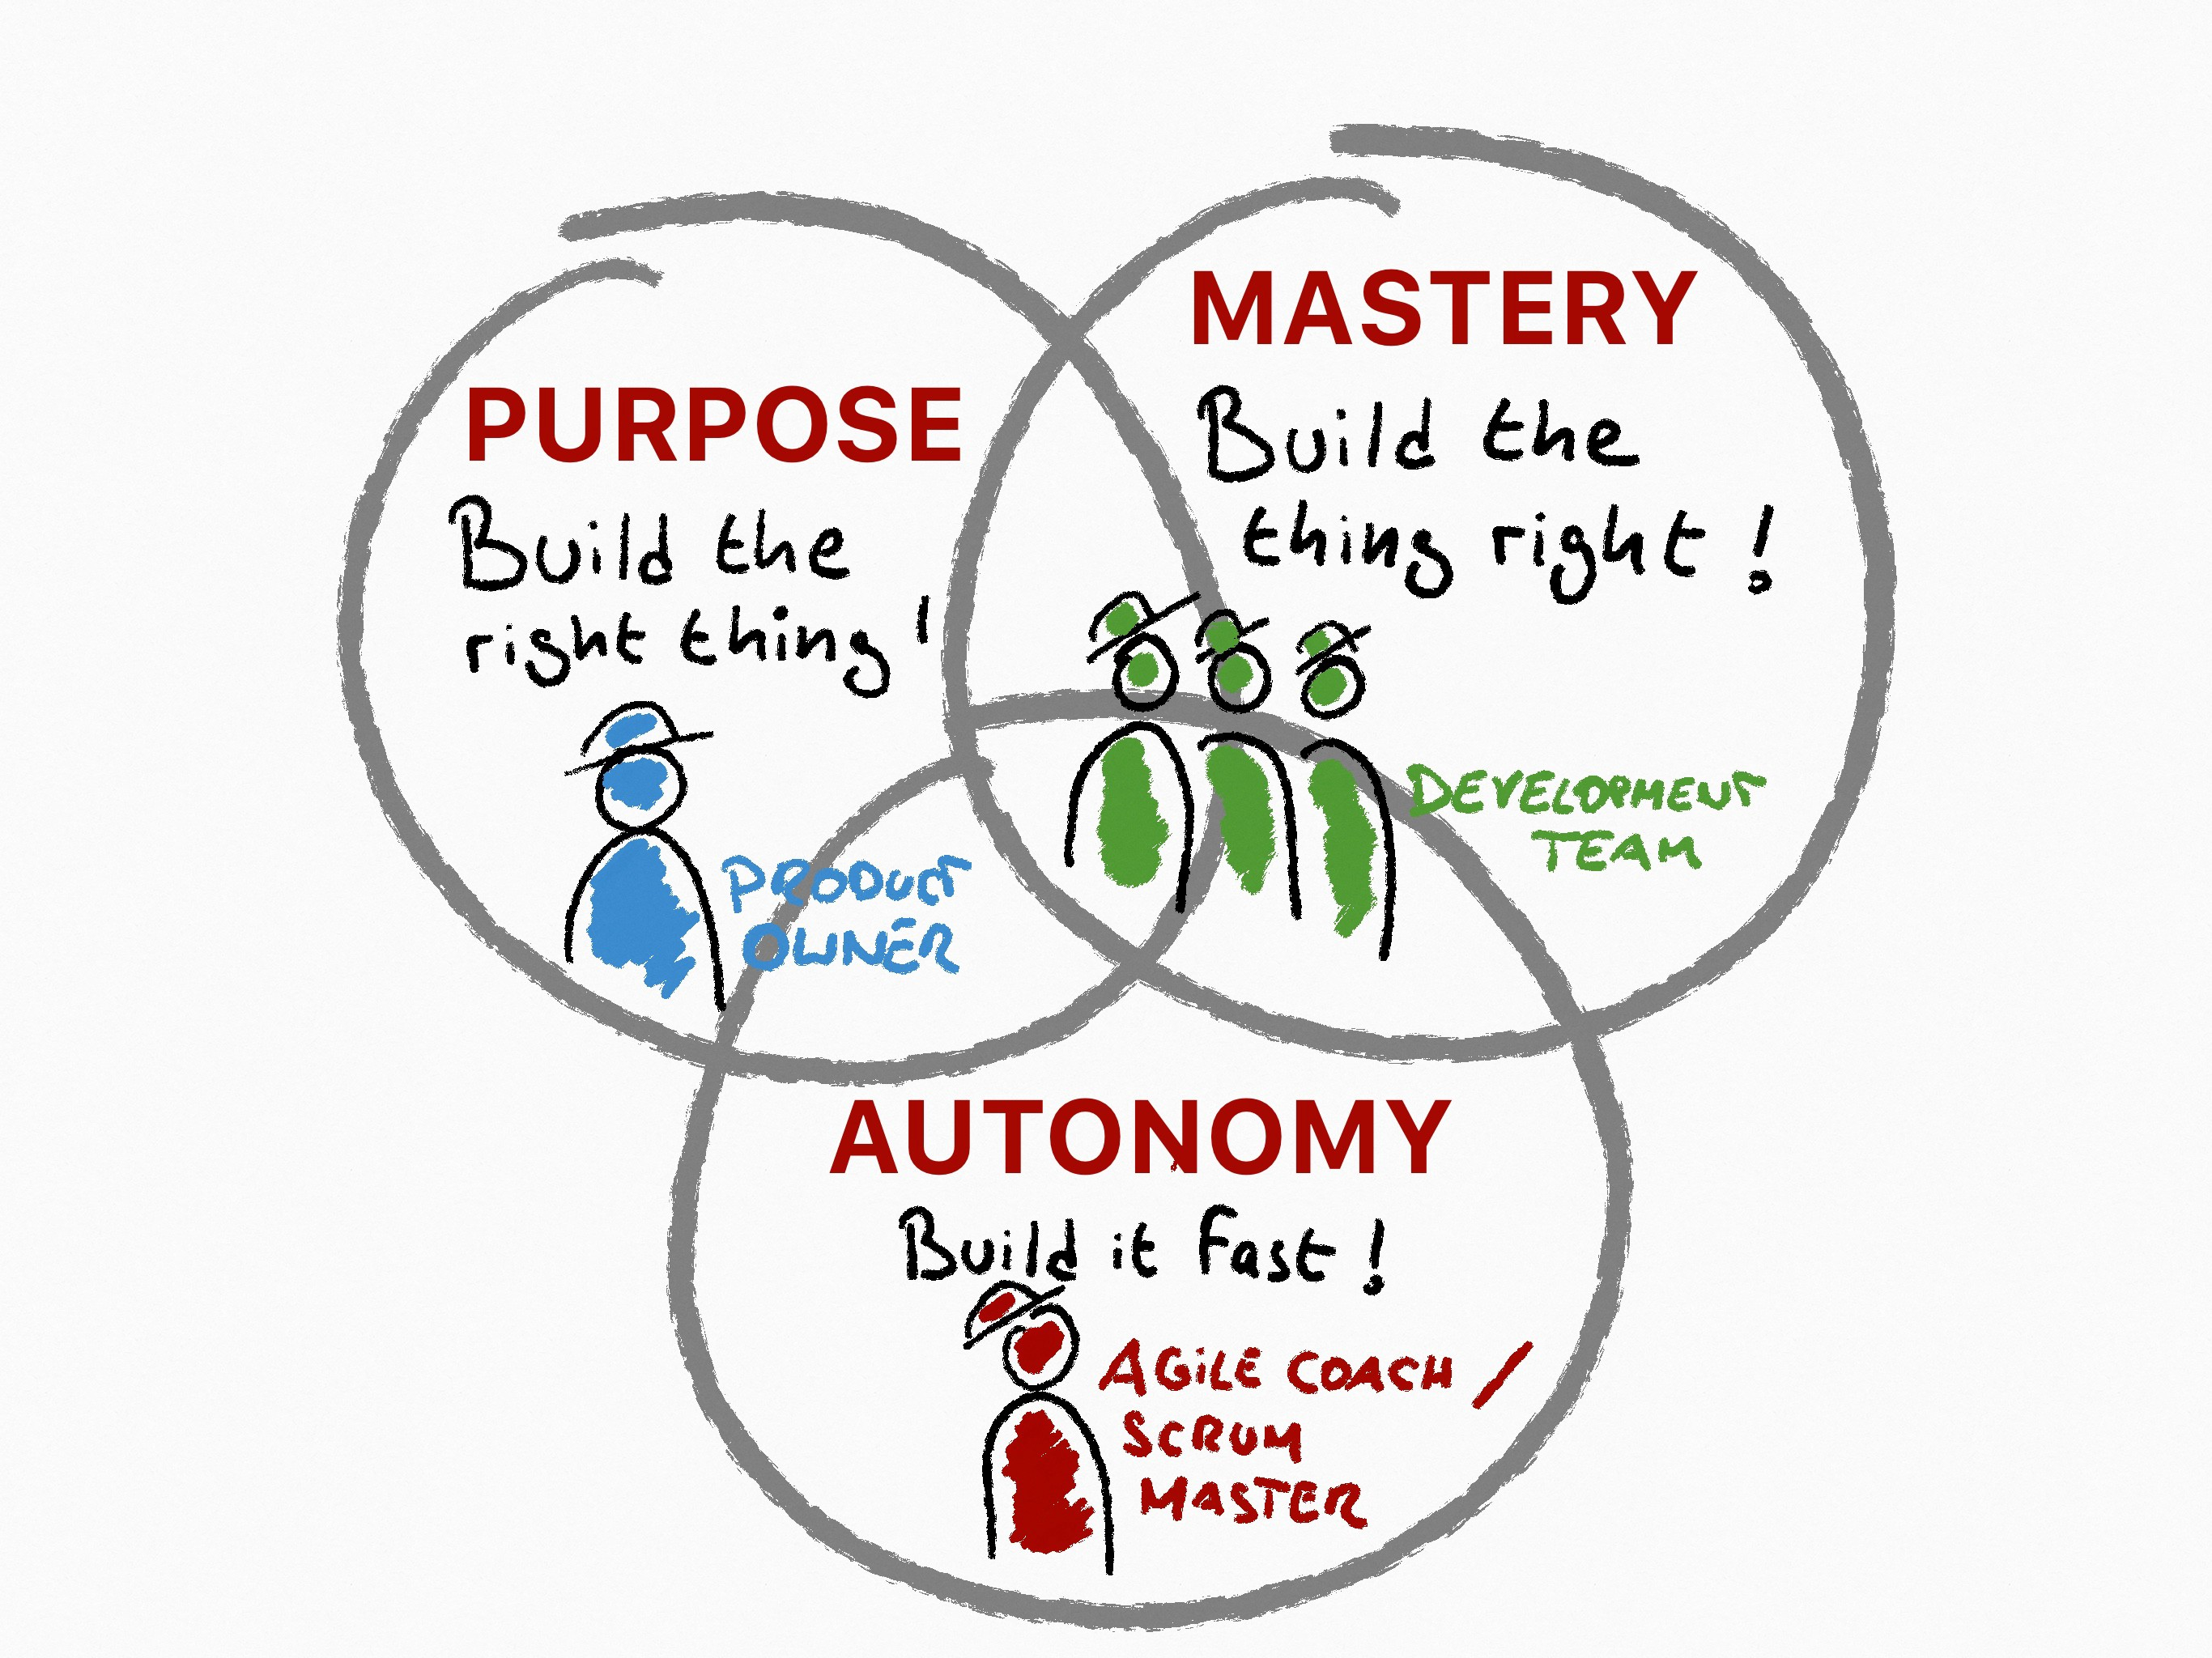 PURPOSE
Build the
right thing !
PRODUCT
OWNER
MASTERY
Build the
thing right !
DEVELOPMENT
TEAM
AUTONOMY
Build it fast !
AGiLE COACH /
SCRUM
MASTER